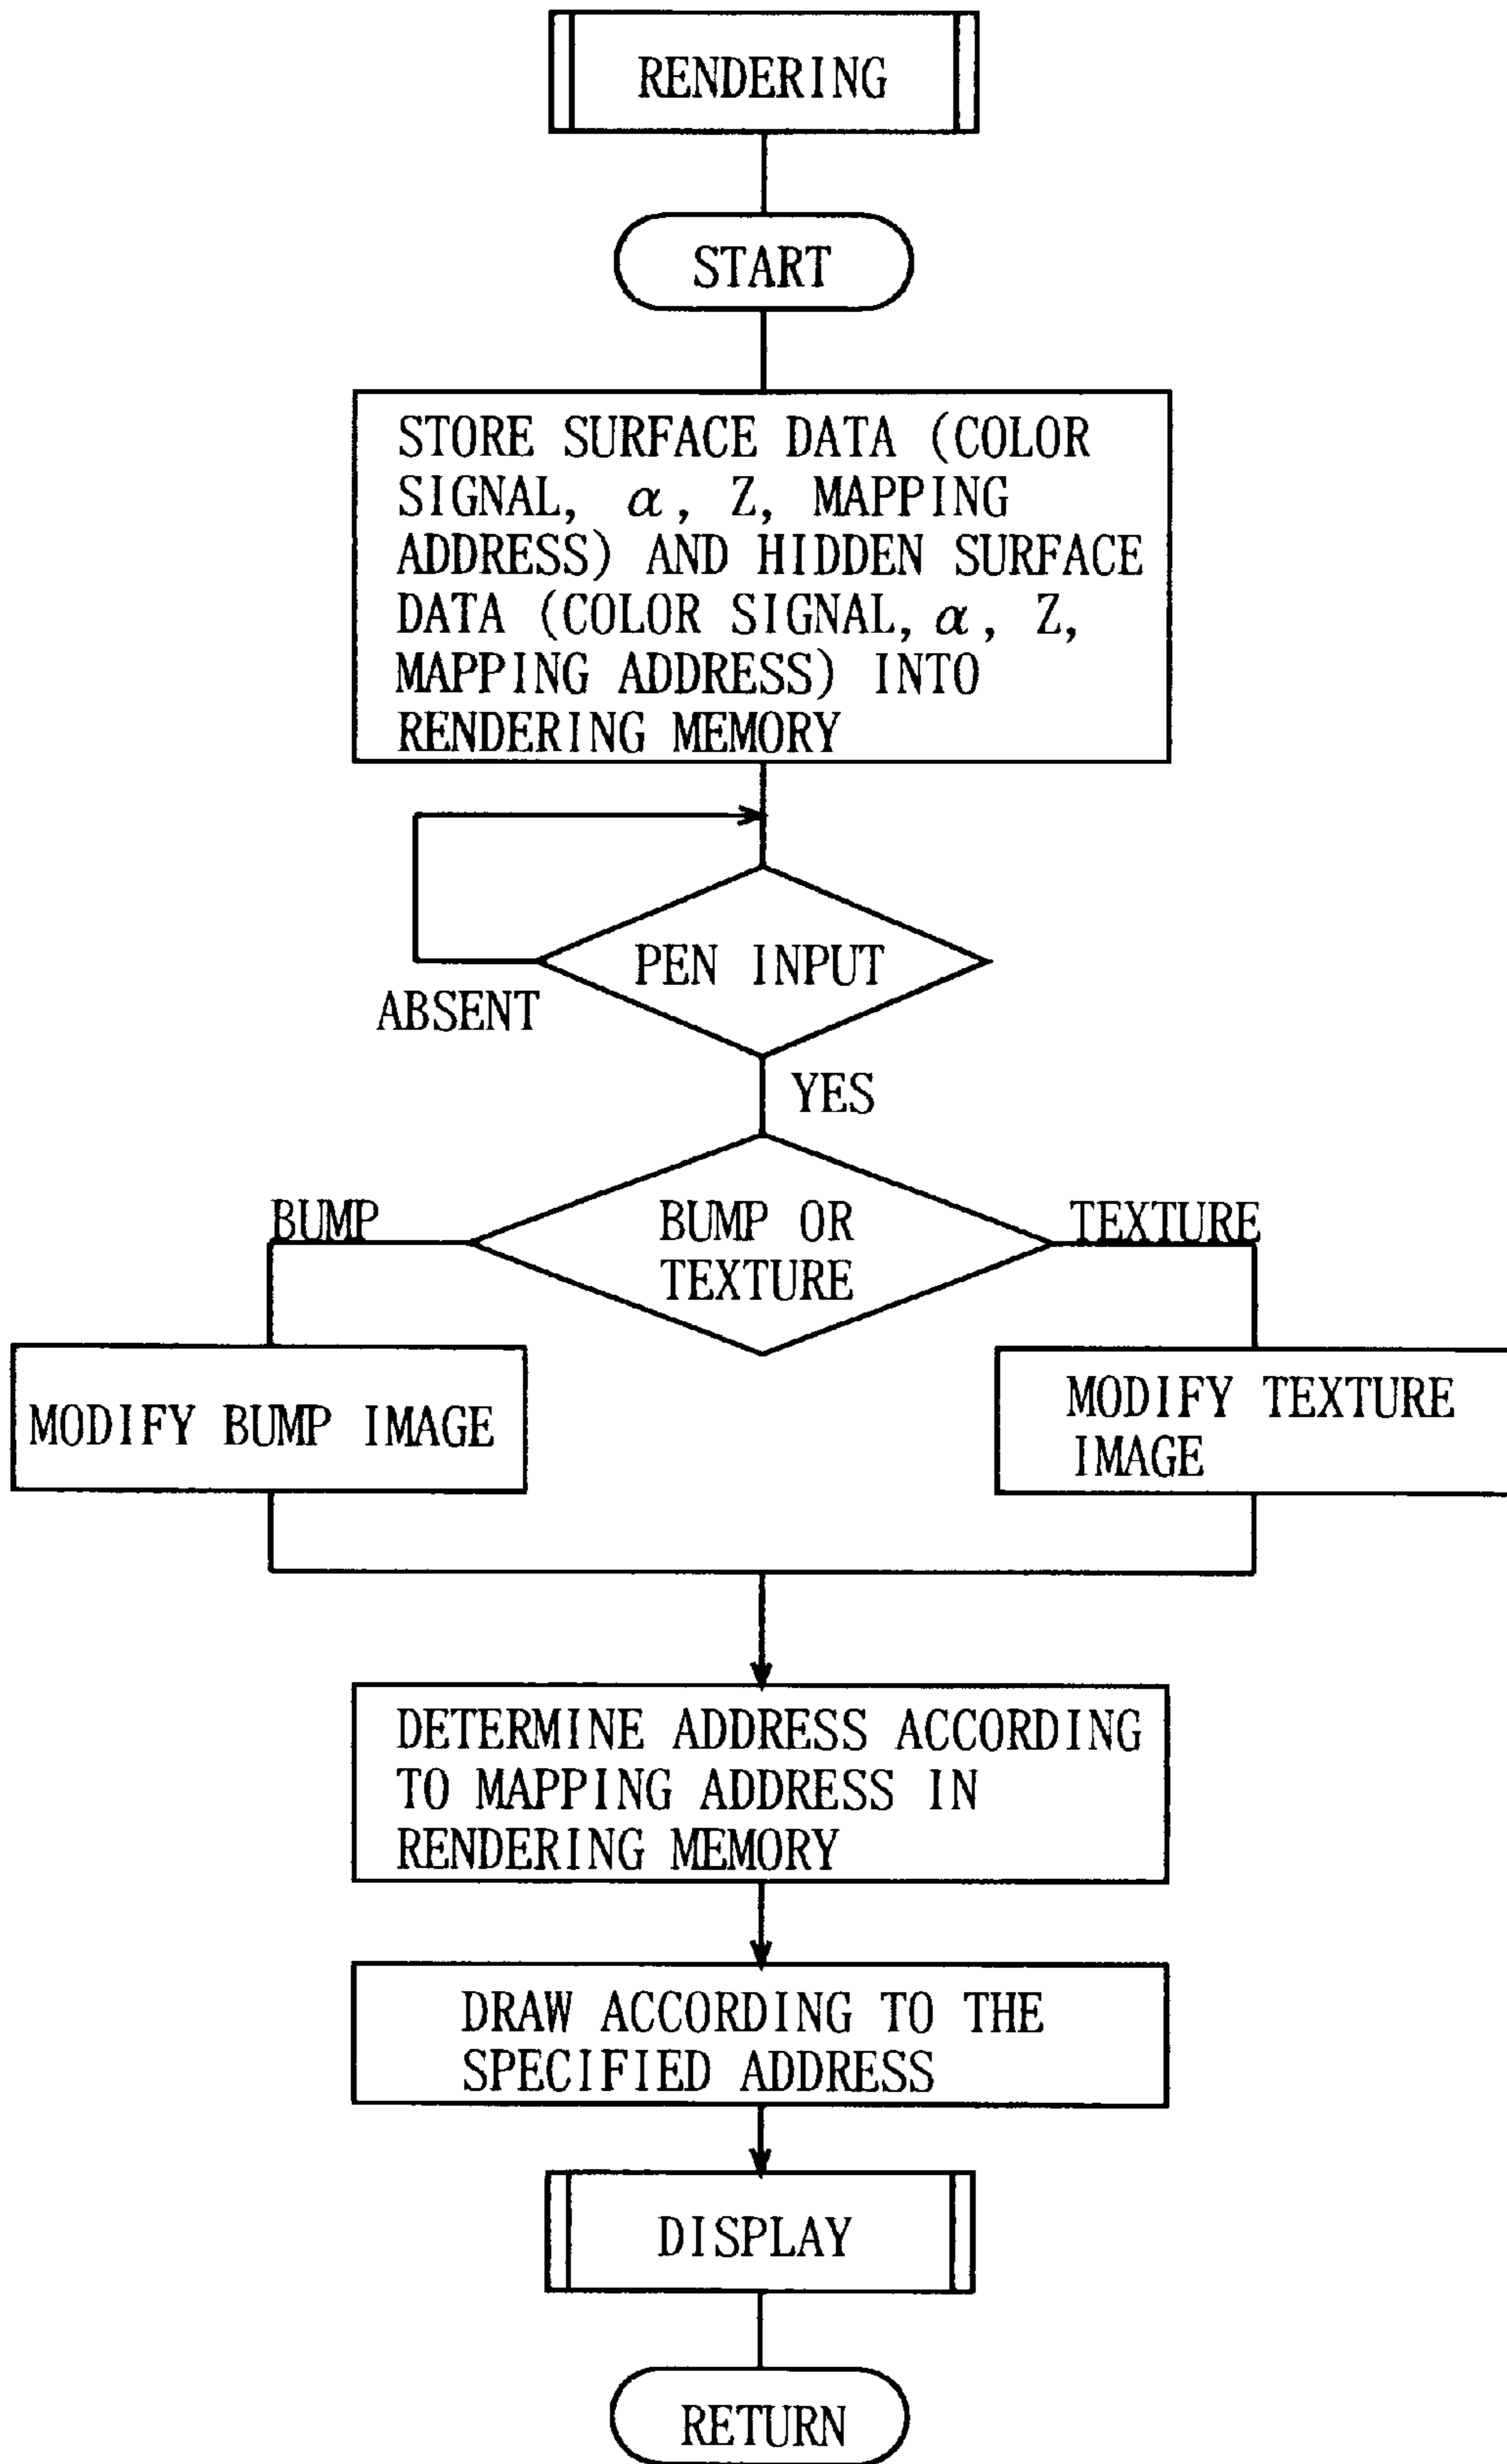 RENDERING
START
STORE SURFACE DATA (COLOR
SIGNAL, α, Z, MAPPING
ADDRESS) AND HIDDEN SURFACE
DATA (COLOR SIGNAL, α, Z,
MAPPING ADDRESS) INTO
RENDERING MEMORY
PEN INPUT
ABSENT
YES
BUMP
BUMP OR
TEXTURE
TEXTURE
MODIFY BUMP IMAGE
MODIFY TEXTURE
IMAGE
DETERMINE ADDRESS ACCORDING
TO MAPPING ADDRESS IN
RENDERING MEMORY
DRAW ACCORDING TO THE
SPECIFIED ADDRESS
DISPLAY
RETURN